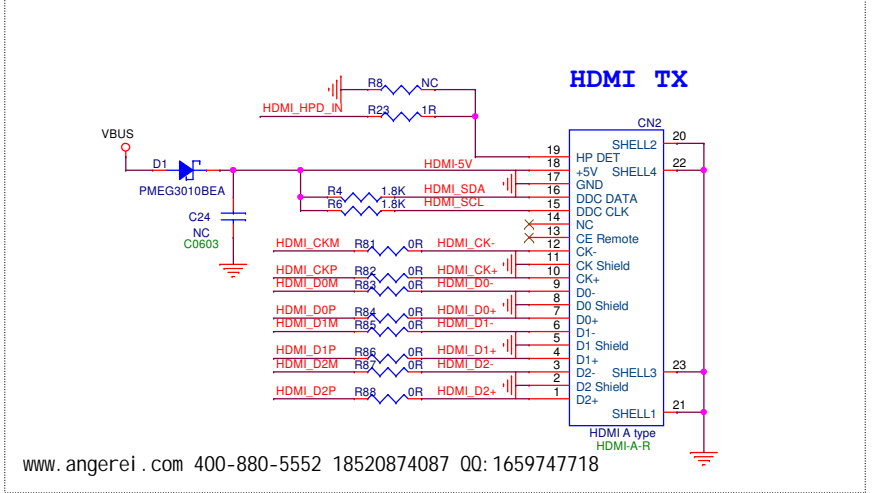 HDMI TX
R8 NC
HDMI_HPD_IN R23 1R
CN2
VBUS
D1
PMEG3010BEA
C24
NC
C0603
HDMI-5V
R4 1.8K HDMI_SDA
R6 1.8K HDMI_SCL
HDMI_CKM R81 0R HDMI_CK-
HDMI_CKP R82 0R HDMI_CK+
HDMI_D0M R83 0R HDMI_D0-
HDMI_D0P R84 0R HDMI_D0+
HDMI_D1M R85 0R HDMI_D1-
HDMI_D1P R86 0R HDMI_D1+
HDMI_D2M R87 0R HDMI_D2-
HDMI_D2P R88 0R HDMI_D2+
SHELL2 20
19 HP DET
18 +5V SHELL4 22
17 GND
16 DDC DATA
15 DDC CLK
14 NC
13 CE Remote
12 CK-
11 CK Shield
10 CK+
9 D0-
8 D0 Shield
7 D0+
6 D1-
5 D1 Shield
4 D1+
3 D2- SHELL3 23
2 D2 Shield
1 D2+
SHELL1 21
HDMI A type
HDMI-A-R
www.angerei.com 400-880-5552 18520874087 QQ:1659747718